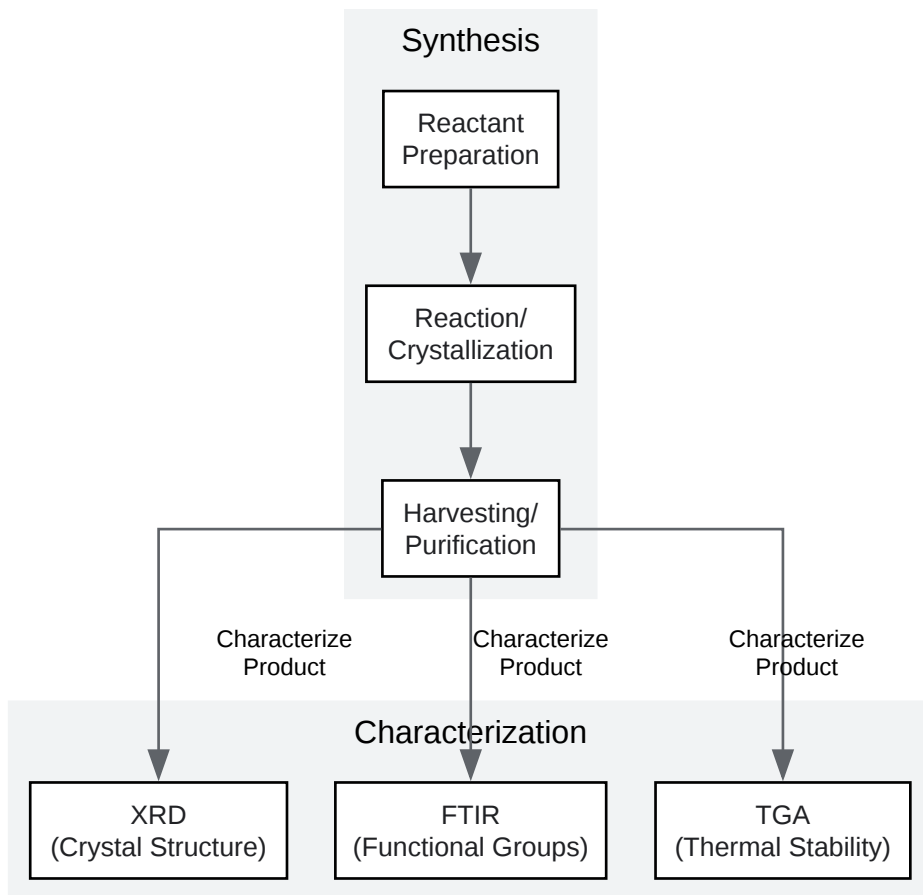 Synthesis
Reactant
Preparation
Reaction/
Crystallization
Harvesting/
Purification
Characterize
Product
Characterize
Product
Characterize
Product
Characterization
XRD
(Crystal Structure)
FTIR
(Functional Groups)
TGA
(Thermal Stability)